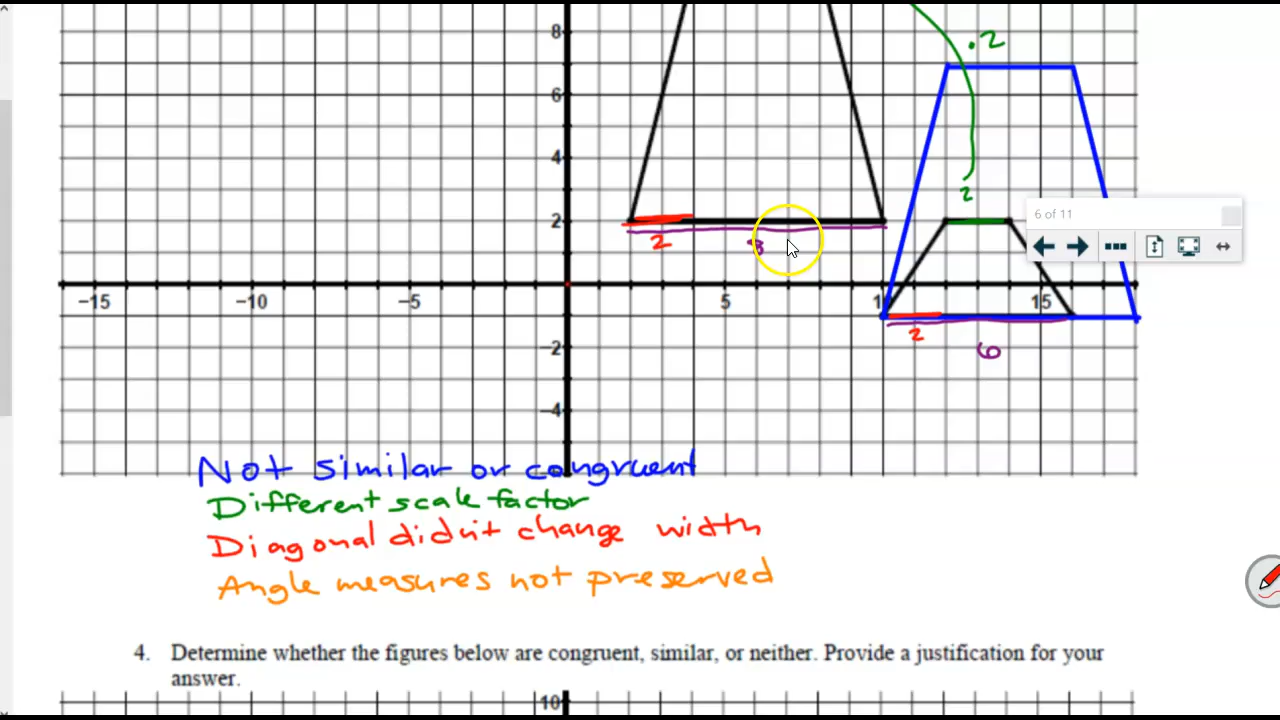 8
·2
6
4
2
6 of 11
2
2
8
-15
-10
-5
5
10
15
2
6
-2
-4
Not similar or congruent
Different scale factor
Diagonal didn't change width
Angle measures not preserved
4. Determine whether the figures below are congruent, similar, or neither. Provide a justification for your
answer.
10